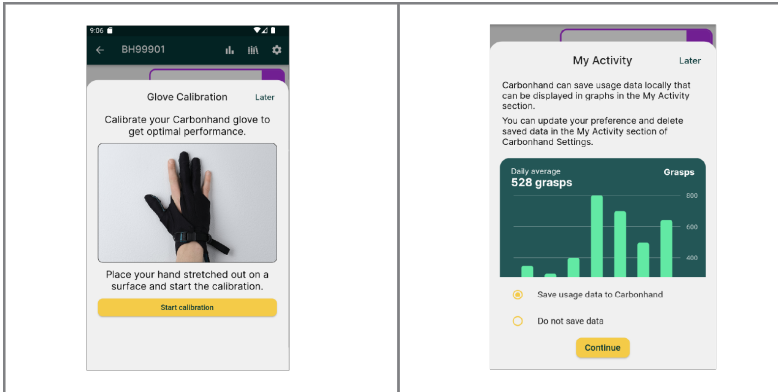 9:06
BH99901
Glove Calibration
Later
Calibrate your Carbonhand glove to
get optimal performance.
Place your hand stretched out on a
surface and start the calibration.
Start calibration
My Activity
Later
Carbonhand can save usage data locally that
can be displayed in graphs in the My Activity
section.
You can update your preference and delete
saved data in the My Activity section of
Carbonhand Settings.
Daily average
Grasps
528 grasps
800
600
400
Save usage data to Carbonhand
Do not save data
Continue